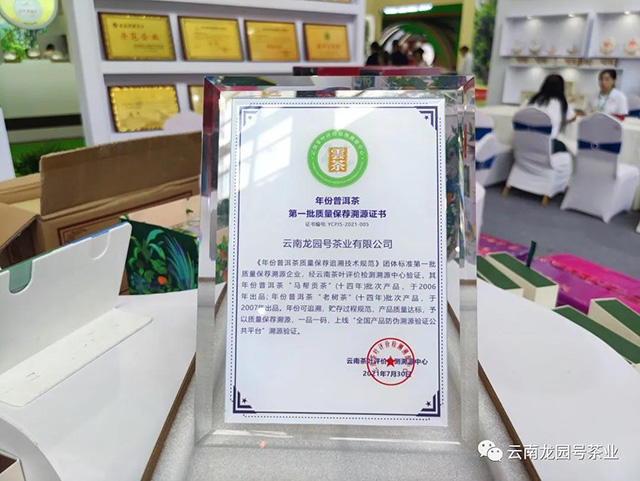 雲茶
年份普洱茶
第一批质量保荐溯源证书
证书编号: YCPJS-2021-005
云南龙园号茶业有限公司
《年份普洱茶质量保荐追溯技术规范》团体标准第一批
质量保荐溯源企业，经云南茶叶评价检测溯源中心验证，其
年份普洱茶“马帮贡茶”(十四年)批次产品，于2006
年出品；年份普洱茶“老树茶”(十四年)批次产品，于
2007年出品。年份可追溯，贮存过程规范，产品质量达标，予
以质量保荐溯源，一品一码，上线“全国产品防伪溯源验证公
共平台”溯源验证。
云南茶叶评价检测溯源中心
2021年7月30日
云南龙园号茶业